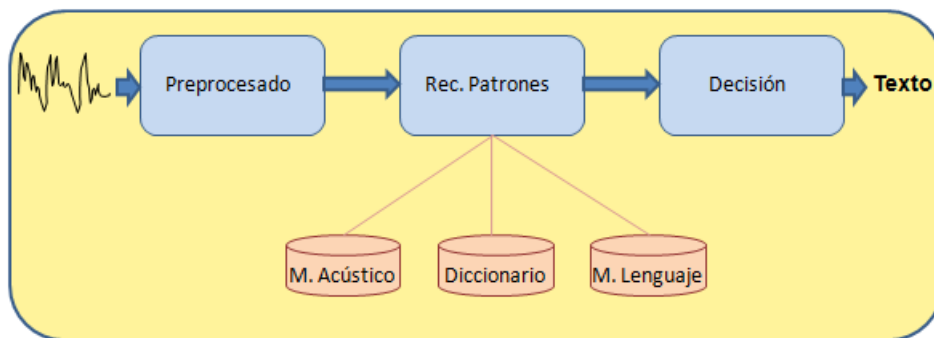 Preprocesado
Rec. Patrones
Decisión
Texto
M. Acústico
Diccionario
M. Lenguaje